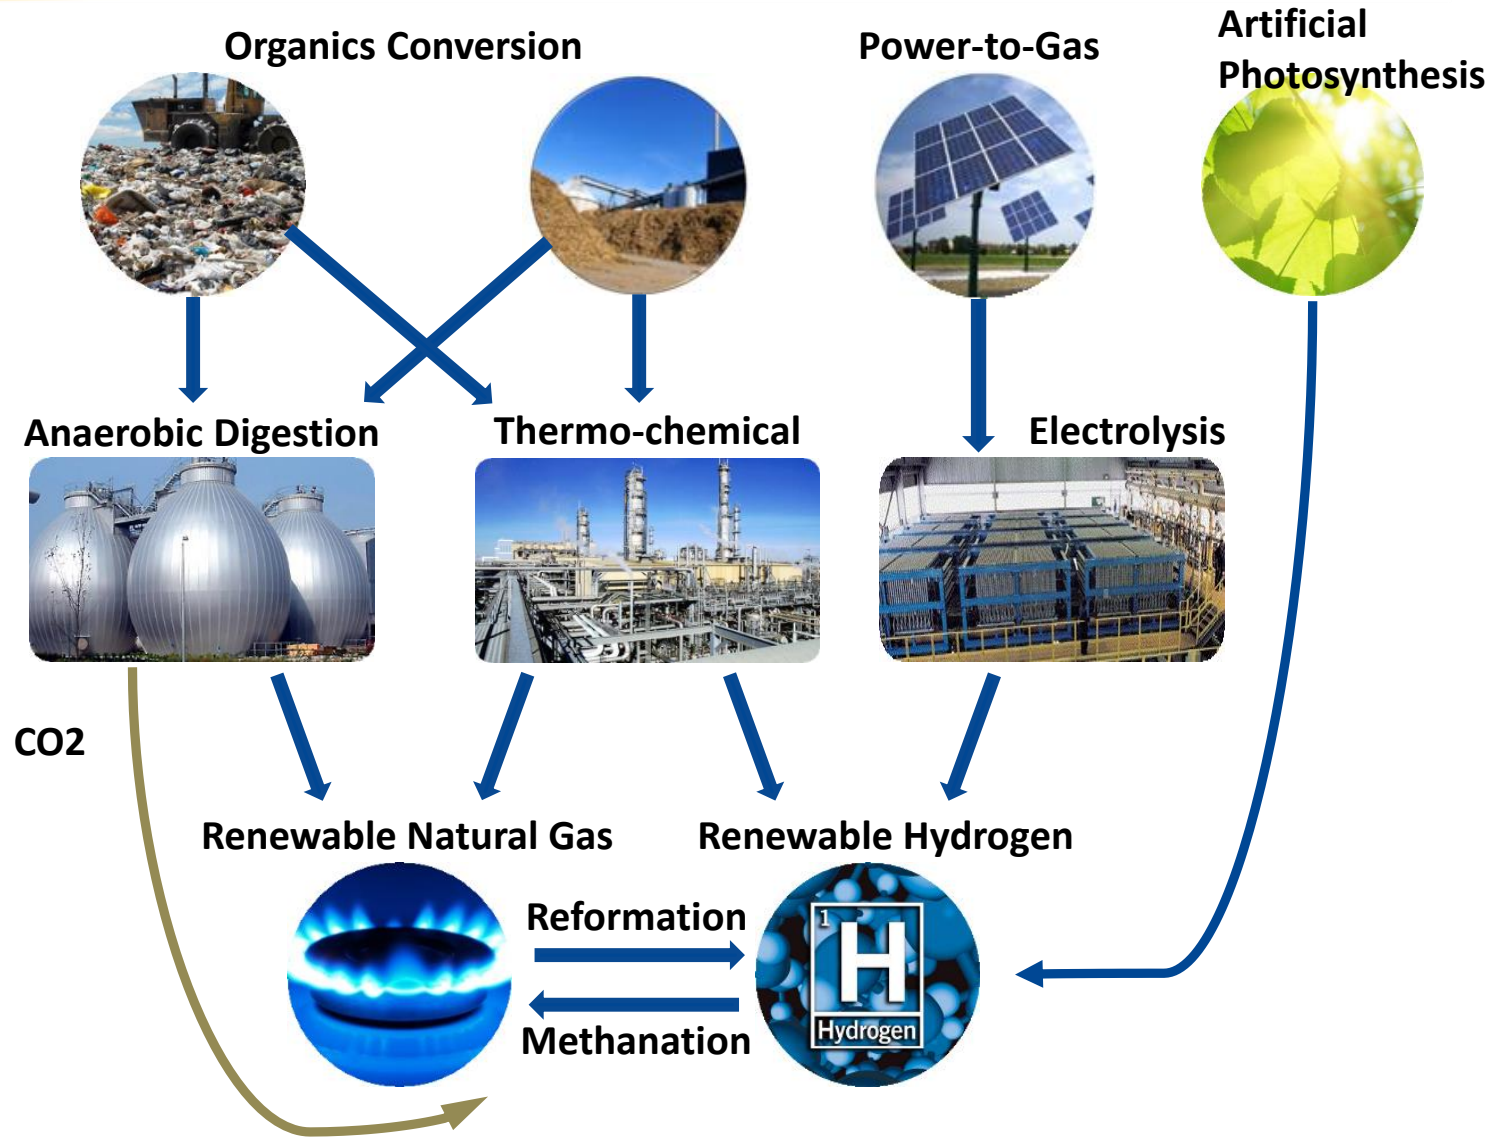 Organics Conversion
Power-to-Gas
Artificial
Photosynthesis
Anaerobic Digestion
Thermo-chemical
Electrolysis
CO2
Renewable Natural Gas
Renewable Hydrogen
Reformation
1
H
Hydrogen
Methanation